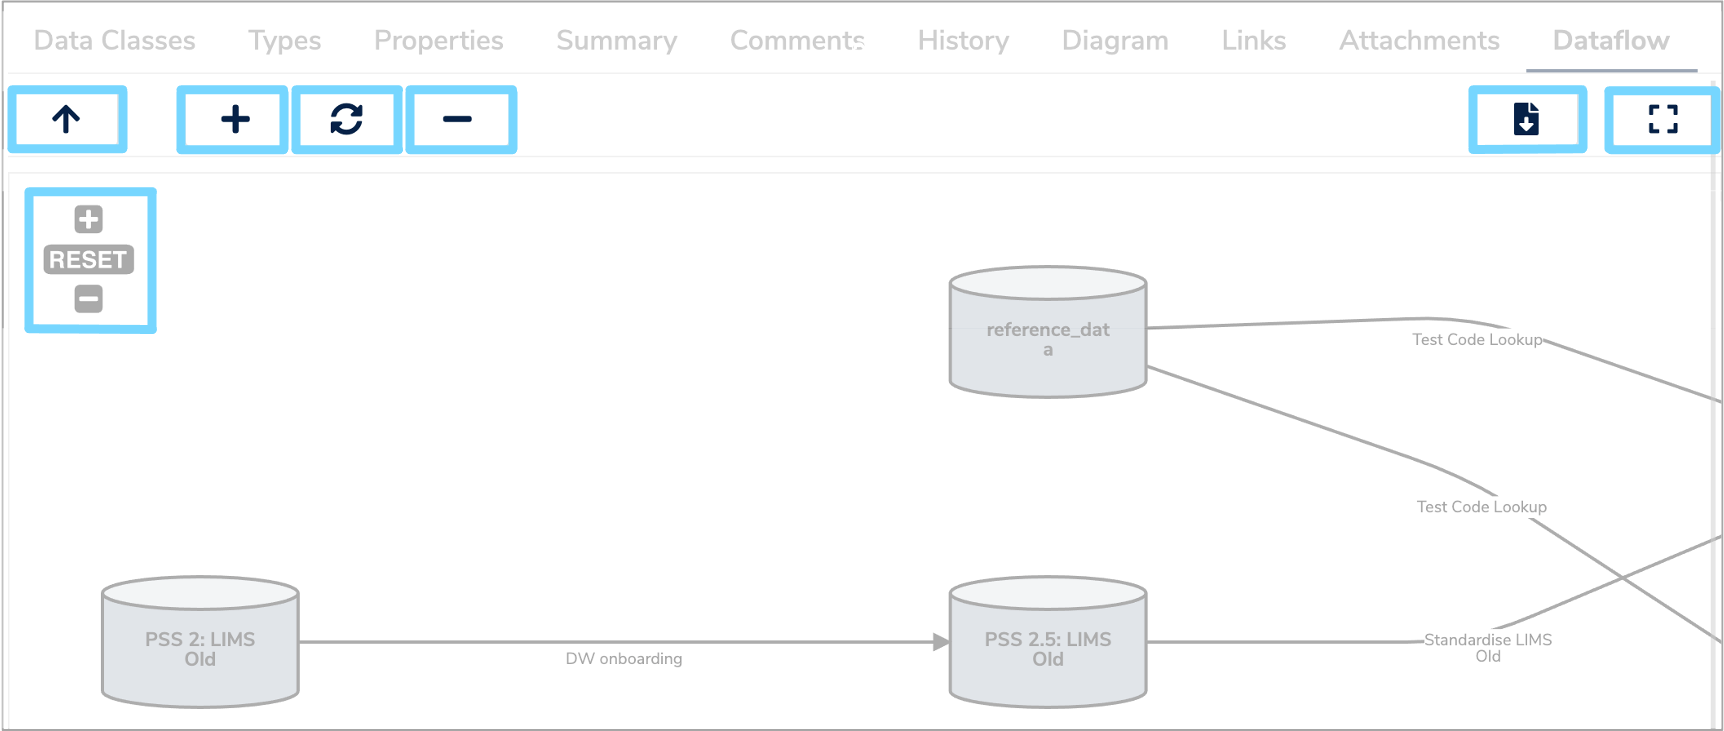 Data Classes Types Properties Summary Comments History Diagram Links Attachments Dataflow
RESET
reference_dat
a
Test Code Lookup
Test Code Lookup
PSS 2: LIMS
Old
DW onboarding
PSS 2.5: LIMS
Old
Standardise LIMS
Old